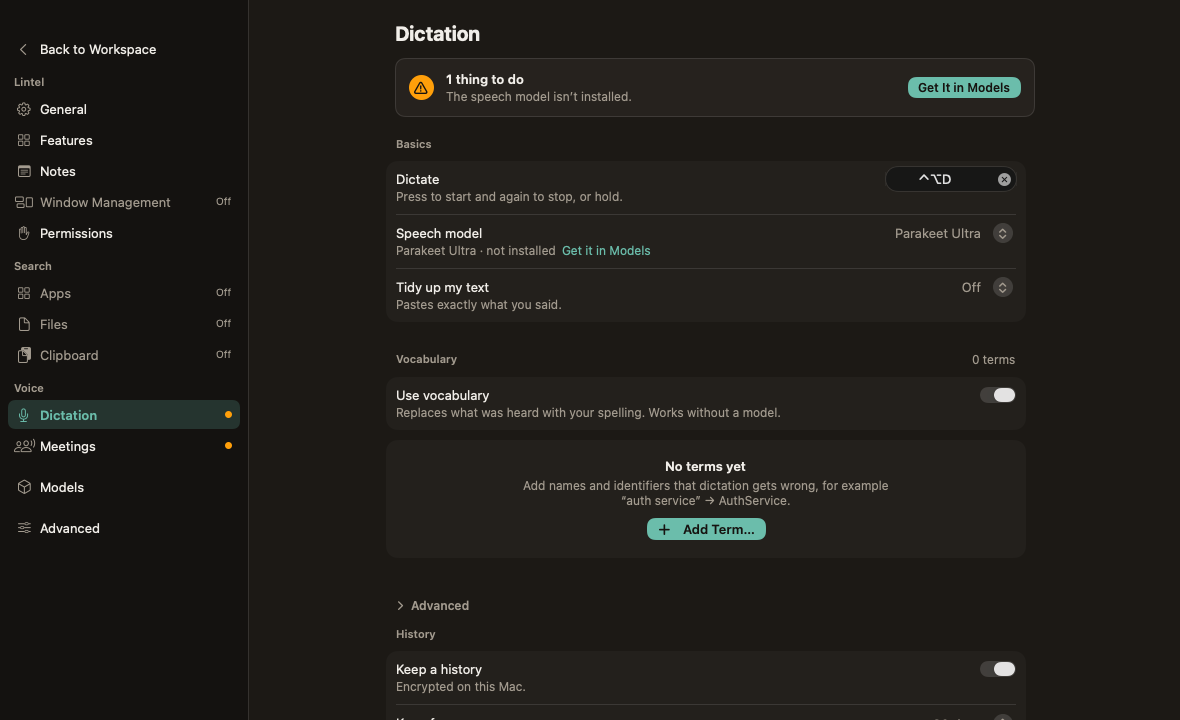 Back to Workspace
Lintel
General
Features
Notes
Window Management Off
Permissions
Search
Apps Off
Files Off
Clipboard Off
Voice
Dictation
Meetings
Models
Advanced
Dictation
1 thing to do
The speech model isn’t installed.
Get It in Models
Basics
Dictate
Press to start and again to stop, or hold.
⌃⌥D
Speech model
Parakeet Ultra · not installed Get it in Models
Parakeet Ultra
Tidy up my text
Pastes exactly what you said.
Off
Vocabulary 0 terms
Use vocabulary
Replaces what was heard with your spelling. Works without a model.
No terms yet
Add names and identifiers that dictation gets wrong, for example
“auth service” → AuthService.
+ Add Term...
Advanced
History
Keep a history
Encrypted on this Mac.